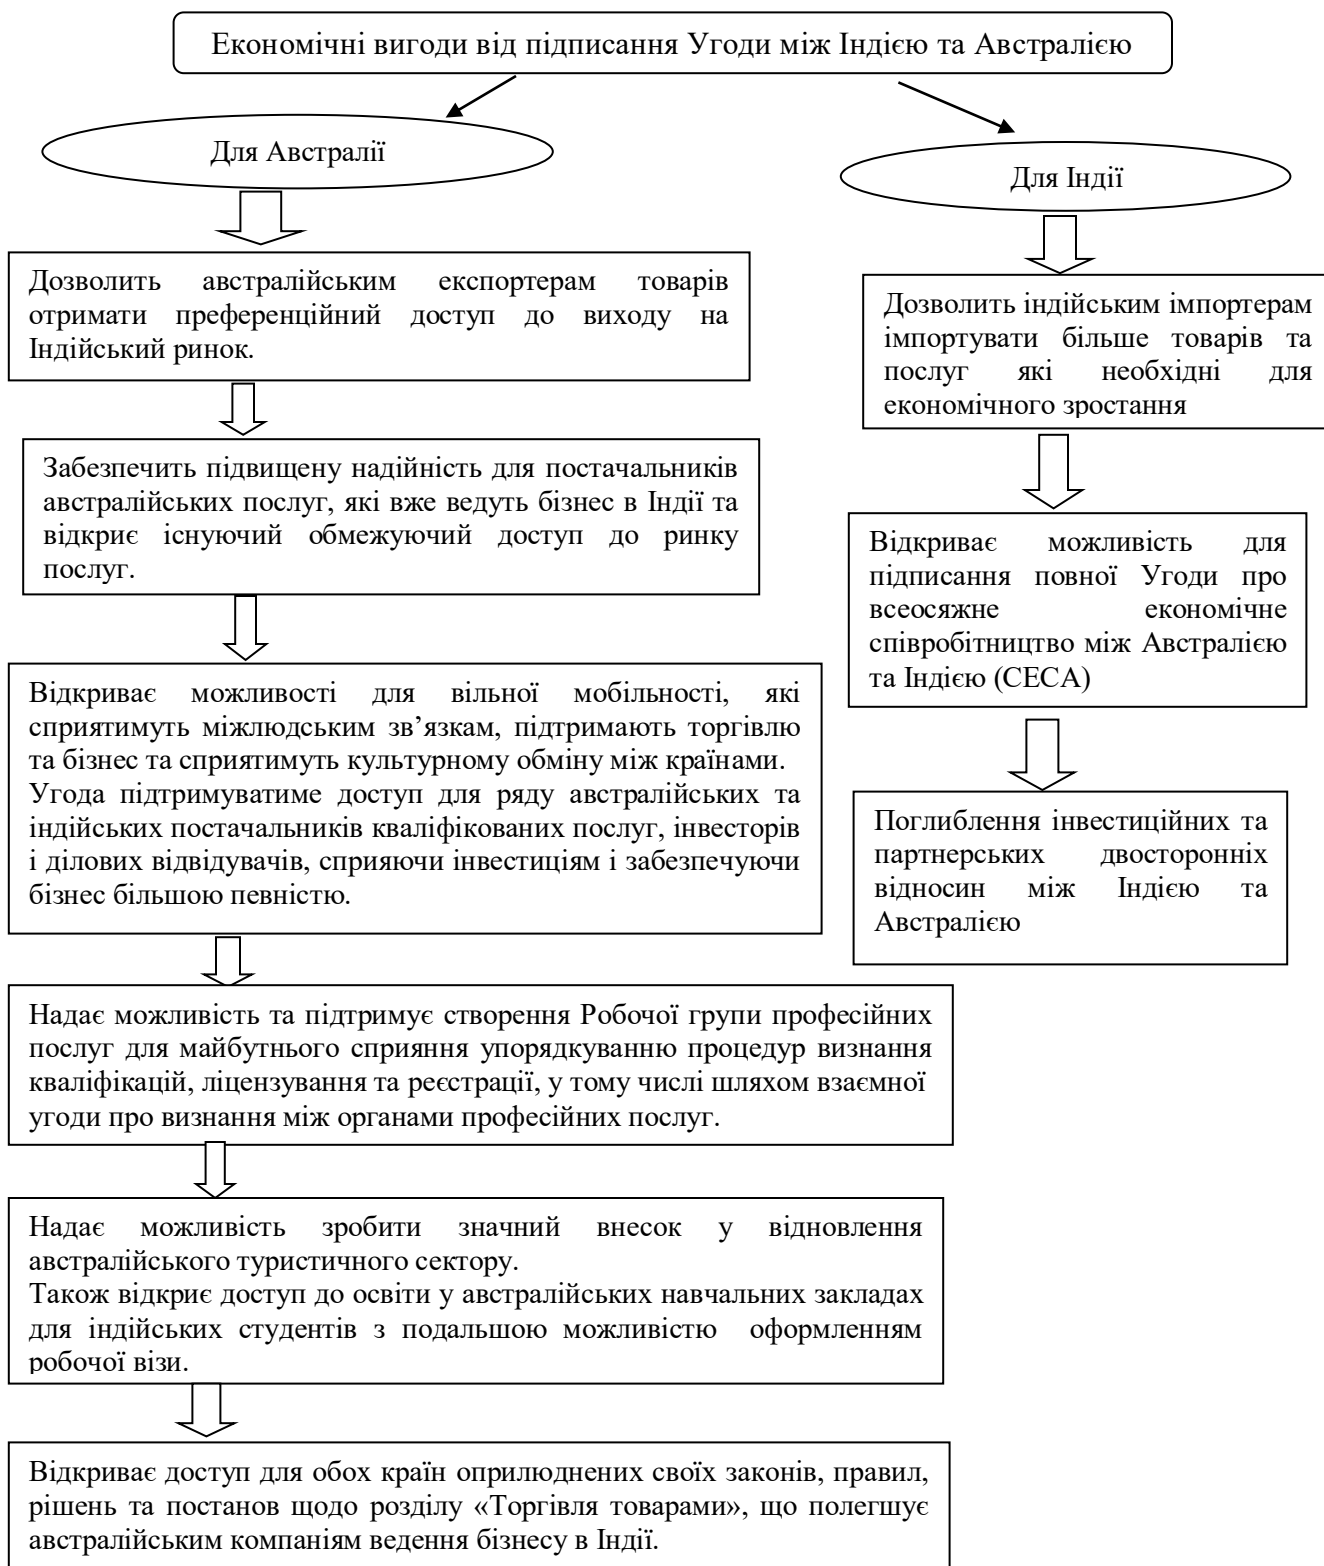 Економічні вигоди від підписання Угоди між Індією та Австралією
Для Австралії
Дозволить австралійським експортерам товарів
отримати преференційний доступ до виходу на
Індійський ринок.
Забезпечить підвищену надійність для постачальників
австралійських послуг, які вже ведуть бізнес в Індії та
відкриє існуючий обмежуючий доступ до ринку
послуг.
Відкриває можливості для вільної мобільності, які
сприятимуть міжлюдським зв’язкам, підтримають торгівлю
та бізнес та сприятимуть культурному обміну між країнами.
Угода підтримуватиме доступ для ряду австралійських та
індійських постачальників кваліфікованих послуг, інвесторів
і ділових відвідувачів, сприяючи інвестиціям і забезпечуючи
бізнес більшою певністю.
Надає можливість та підтримує створення Робочої групи професійних
послуг для майбутнього сприяння упорядкуванню процедур визнання
кваліфікацій, ліцензування та реєстрації, у тому числі шляхом взаємної
угоди про визнання між органами професійних послуг.
Надає можливість зробити значний внесок у відновлення
австралійського туристичного сектору.
Також відкриє доступ до освіти у австралійських навчальних закладах
для індійських студентів з подальшою можливістю оформленням
робочої візи.
Відкриває доступ для обох країн оприлюднених своїх законів, правил,
рішень та постанов щодо розділу «Торгівля товарами», що полегшує
австралійським компаніям ведення бізнесу в Індії.
Для Індії
Дозволить індійським імпортерам
імпортувати більше товарів та
послуг які необхідні для
економічного зростання
Відкриває можливість для
підписання повної Угоди про
всеосяжне економічне
співробітництво між Австралією
та Індією (CECA)
Поглиблення інвестиційних та
партнерських двосторонніх
відносин між Індією та
Австралією